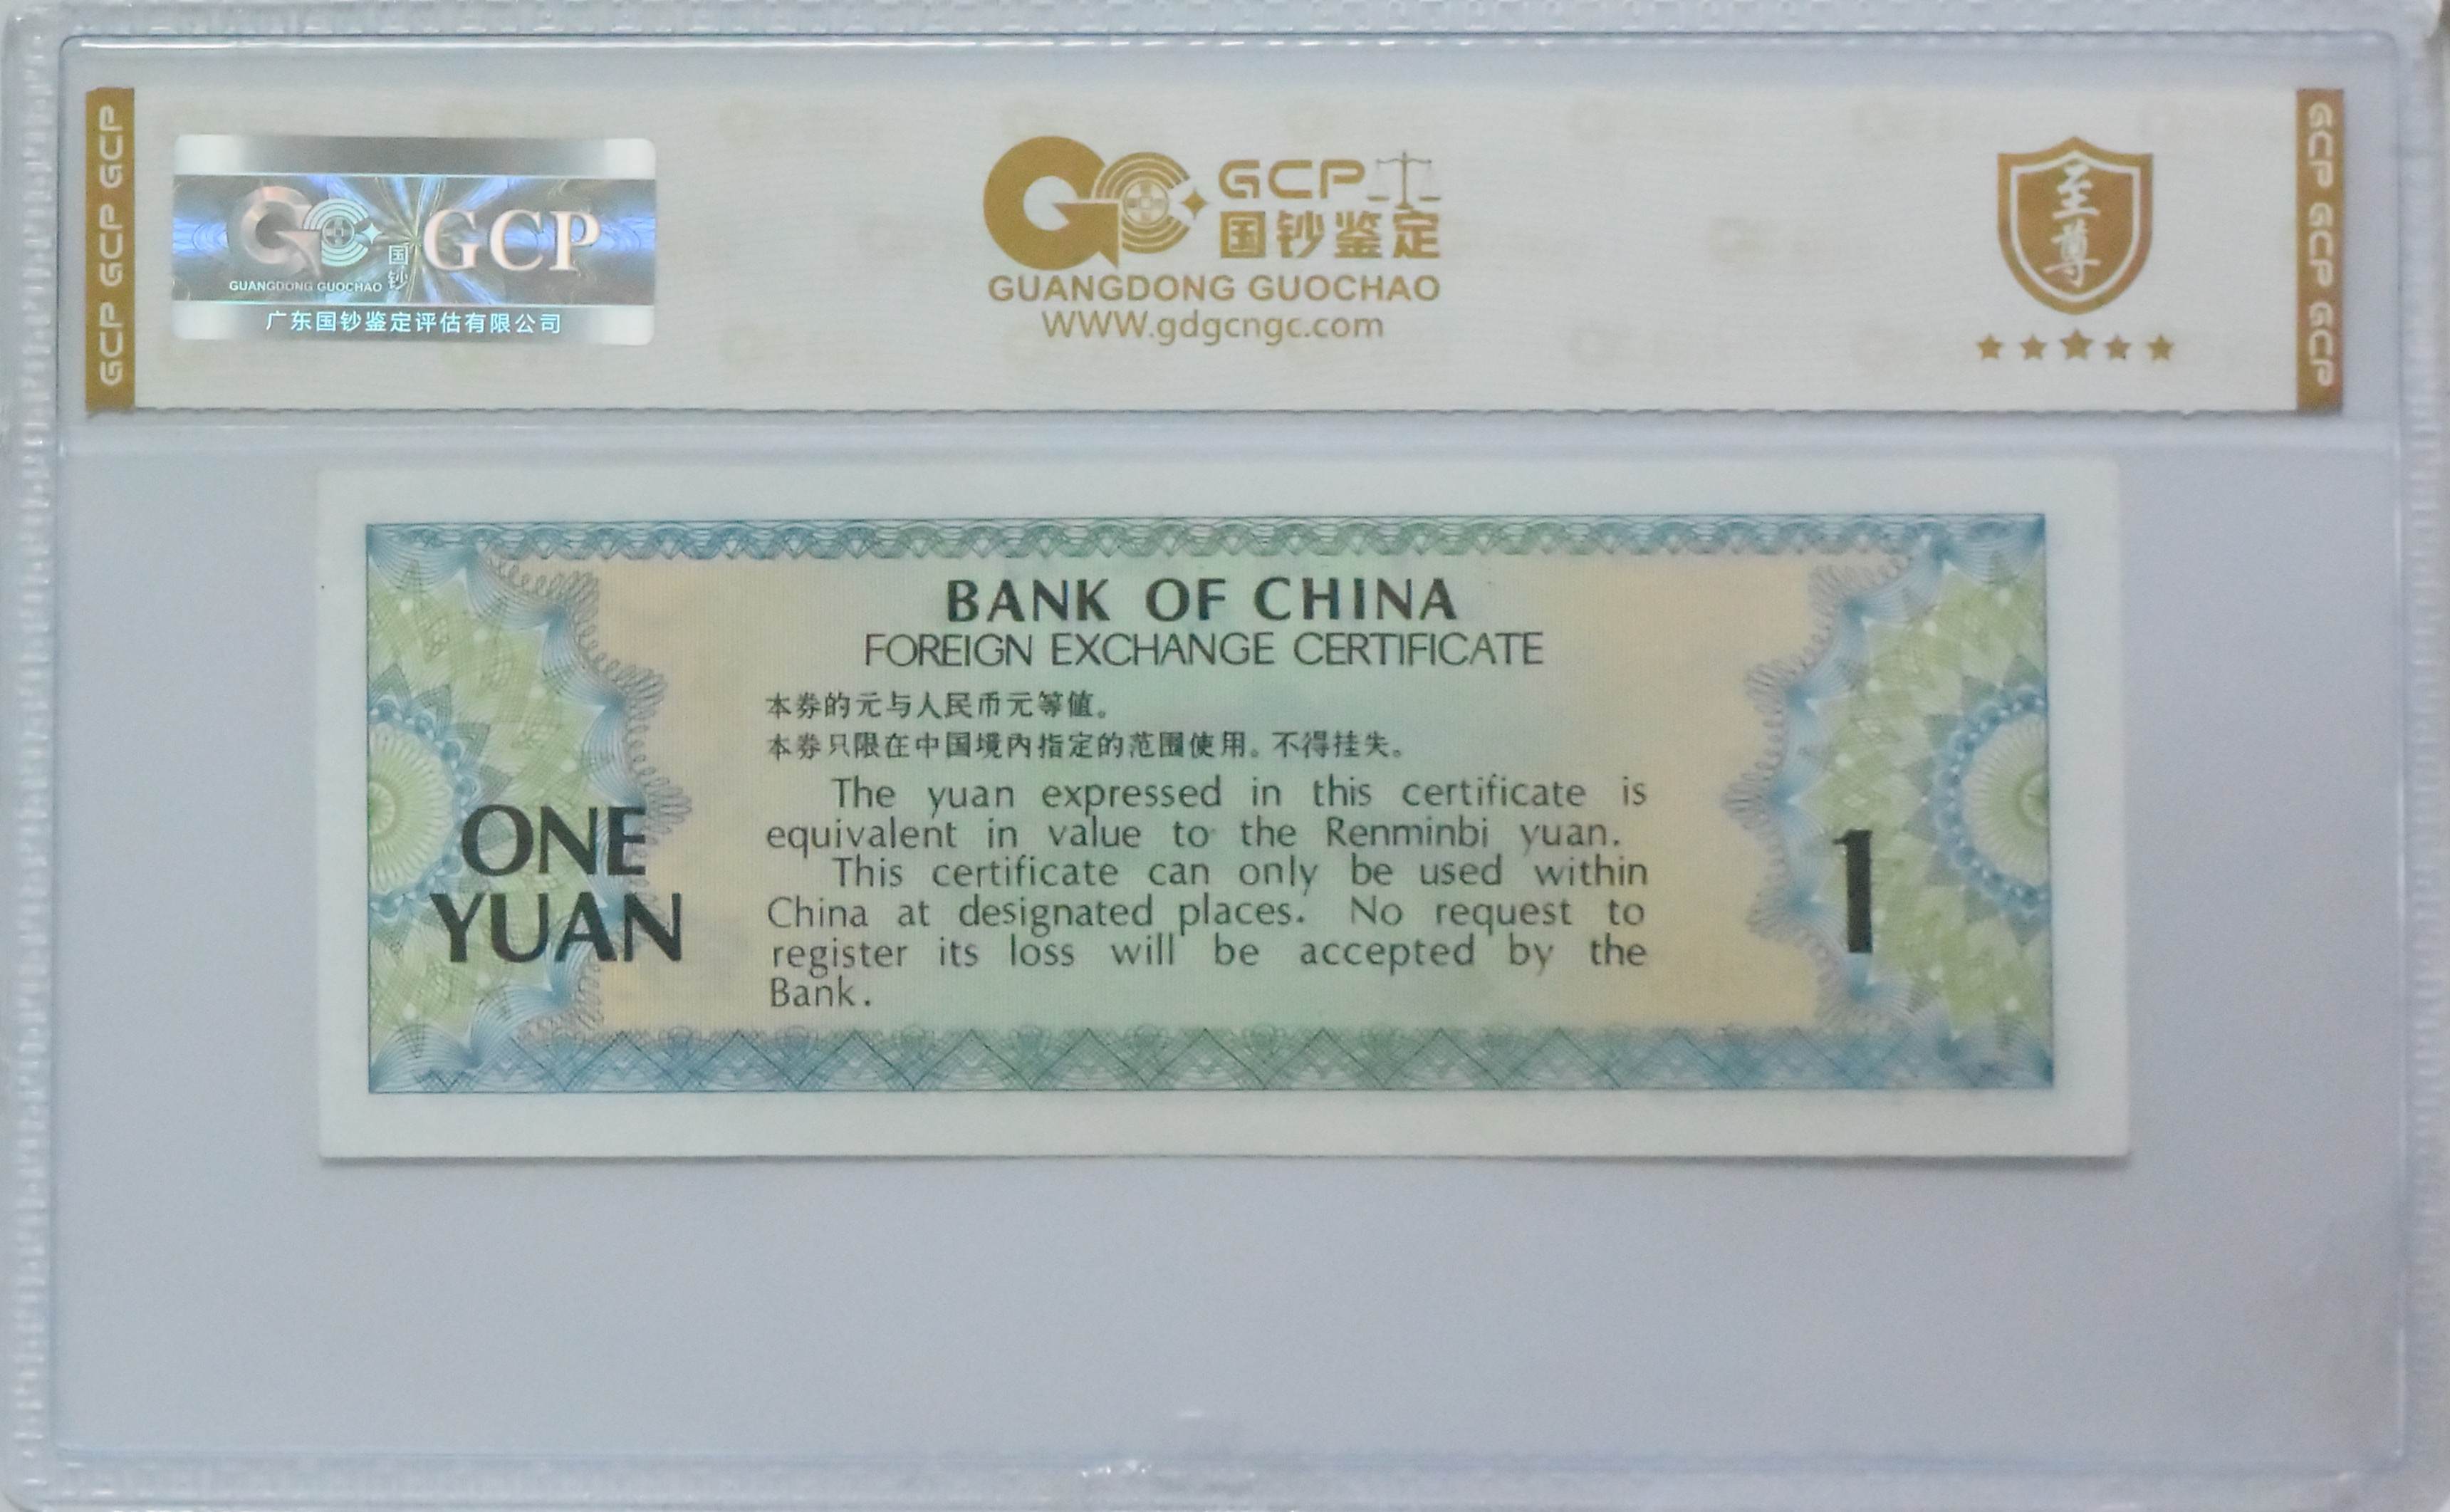 GCP GCP GCP
GCP
国钞
GUANGDONG GUOCHAO
广东国钞鉴定评估有限公司
GCP
国钞鉴定
GUANGDONG GUOCHAO
WWW.gdgcngc.com
至尊
GCP GCP GCP
BANK OF CHINA
FOREIGN EXCHANGE CERTIFICATE
本券的元与人民币元等值。
本券只限在中国境内指定的范围使用。不得挂失。
The yuan expressed in this certificate is
equivalent in value to the Renminbi yuan.
This certificate can only be used within
China at designated places. No request to
register its loss will be accepted by the
Bank.
ONE
YUAN
1